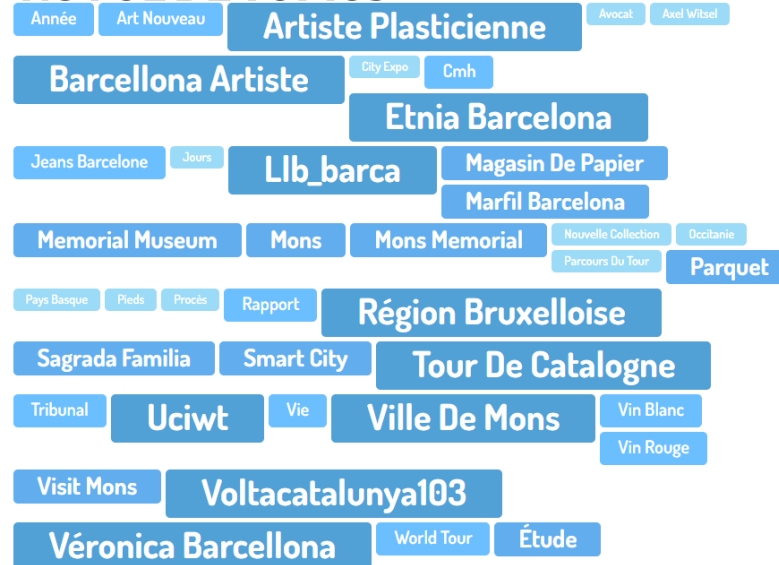 Année Art Nouveau Artiste Plasticienne Avocat Axel Witsel
Barcellona Artiste City Expo Cmh
Etnia Barcelona
Jeans Barcelone Jours Llb_barca Magasin De Papier
Marfil Barcelona
Memorial Museum Mons Mons Memorial Nouvelle Collection Occitanie
Parcours Du Tour Parquet
Pays Basque Pieds Procès Rapport Région Bruxelloise
Sagrada Familia Smart City Tour De Catalogne
Tribunal Uciwt Vie Ville De Mons Vin Blanc
Vin Rouge
Visit Mons Voltacatalunya103
Véronica Barcellona World Tour Étude